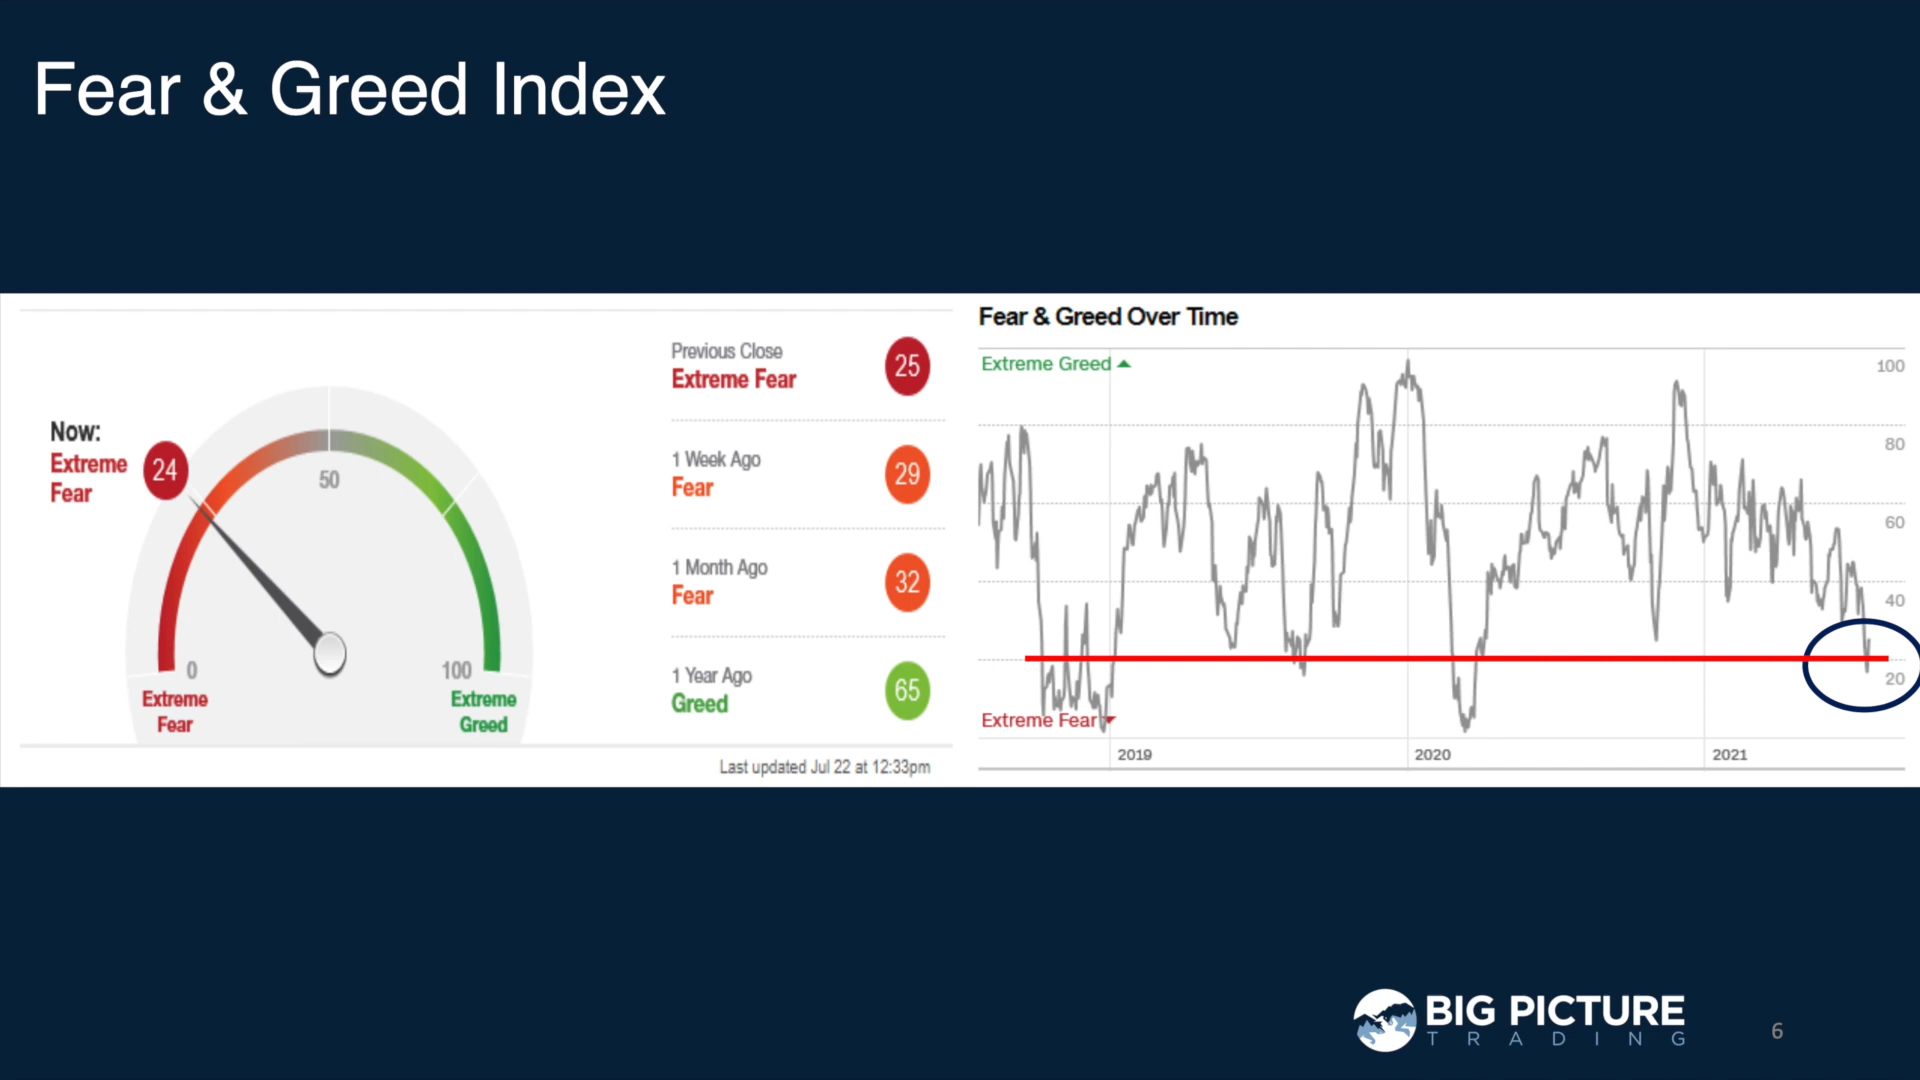 Fear & Greed Index
Now:
Extreme
Fear
24
50
0
100
Extreme
Fear
Extreme
Greed
Previous Close
Extreme Fear
25
1 Week Ago
Fear
29
1 Month Ago
Fear
32
1 Year Ago
Greed
65
Last updated Jul 22 at 12:33pm
Fear & Greed Over Time
Extreme Greed
100
80
60
40
20
Extreme Fear
2019
2020
2021
BIG PICTURE
TRADING
6